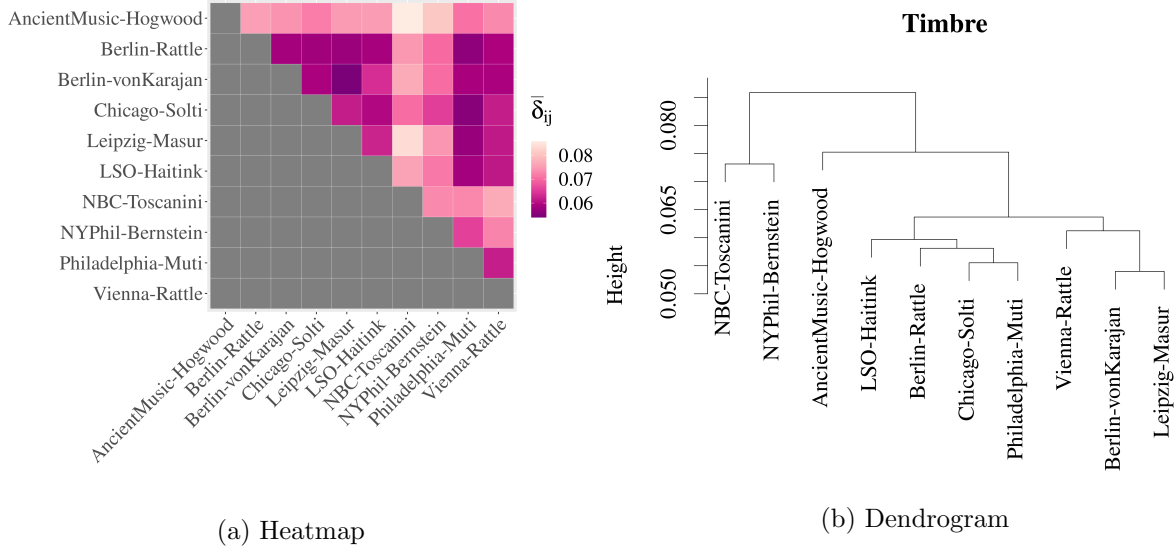 AncientMusic-Hogwood
Berlin-Rattle
Berlin-vonKarajan
Chicago-Solti
Leipzig-Masur
LSO-Haitink
NBC-Toscanini
NYPhil-Bernstein
Philadelphia-Muti
Vienna-Rattle
AncientMusic-Hogwood
Berlin-Rattle
Berlin-vonKarajan
Chicago-Solti
Leipzig-Masur
LSO-Haitink
NBC-Toscanini
NYPhil-Bernstein
Philadelphia-Muti
Vienna-Rattle
δ̅ij
0.08
0.07
0.06
(a) Heatmap
Timbre
Height
0.080
0.065
0.050
NBC-Toscanini
NYPhil-Bernstein
AncientMusic-Hogwood
LSO-Haitink
Berlin-Rattle
Chicago-Solti
Philadelphia-Muti
Vienna-Rattle
Berlin-vonKarajan
Leipzig-Masur
(b) Dendrogram